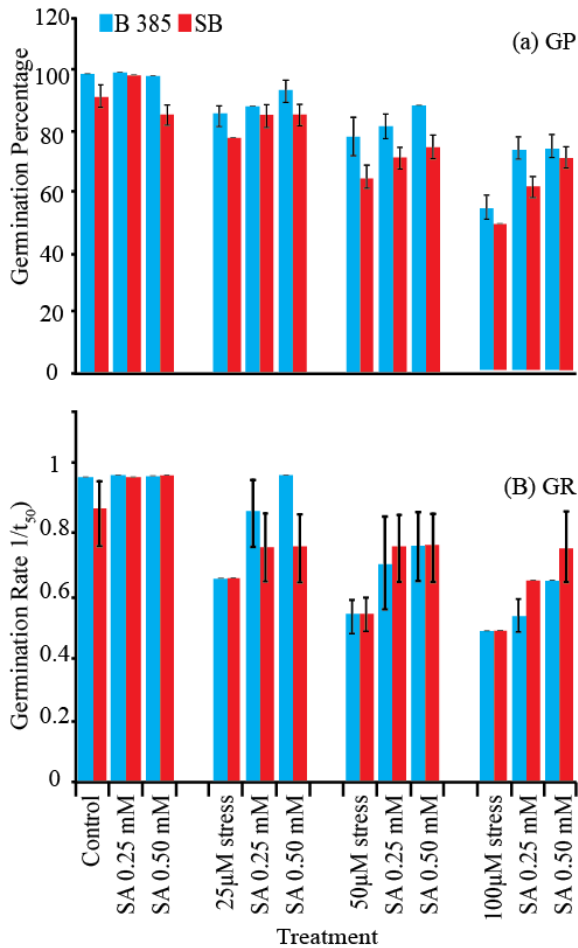 B 385 SB
(a) GP
Germination Percentage
120
100
80
60
40
20
0
(B) GR
Germination Rate 1/t50)
1
0.8
0.6
0.4
0.2
0
Control
SA 0.25 mM
SA 0.50 mM
25µM stress
SA 0.25 mM
SA 0.50 mM
50µM stress
SA 0.25 mM
SA 0.50 mM
100µM stress
SA 0.25 mM
SA 0.50 mM
Treatment